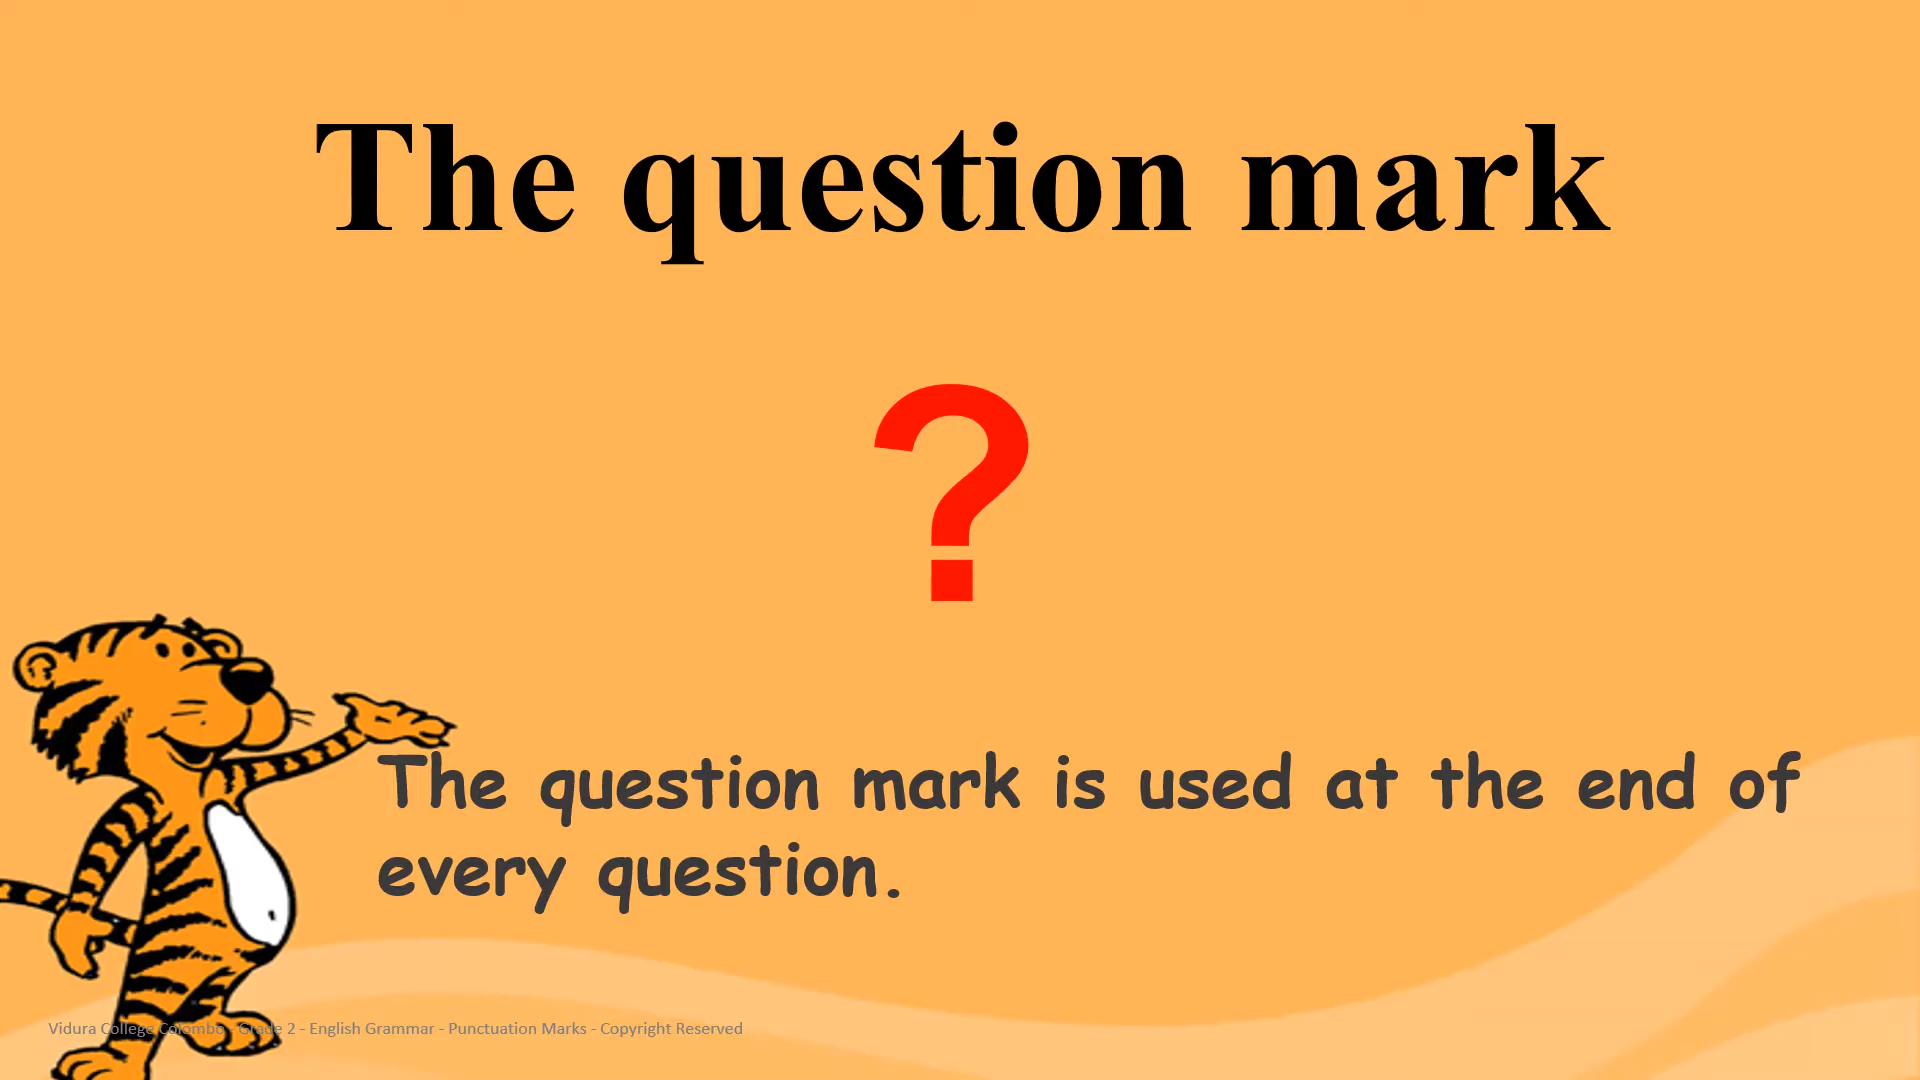 The question mark
?
The question mark is used at the end of
every question.
Vidura College Colombo - Grade 2 - English Grammar - Punctuation Marks - Copyright Reserved